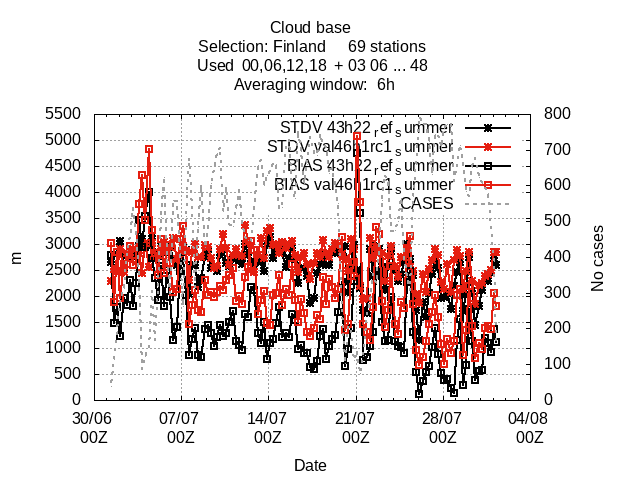 Cloud base
Selection: Finland 69 stations
Used 00,06,12,18 + 03 06 ... 48
Averaging window: 6h
5500
5000
4500
4000
3500
3000
2500
2000
1500
1000
500
0
m
800
700
600
500
400
300
200
100
0
No cases
STDV 43h22_ref_summer
STDV val46h1rc1_summer
BIAS 43h22_ref_summer
BIAS val46h1rc1_summer
CASES
30/06 07/07 14/07 21/07 28/07 04/08
00Z 00Z 00Z 00Z 00Z 00Z
Date